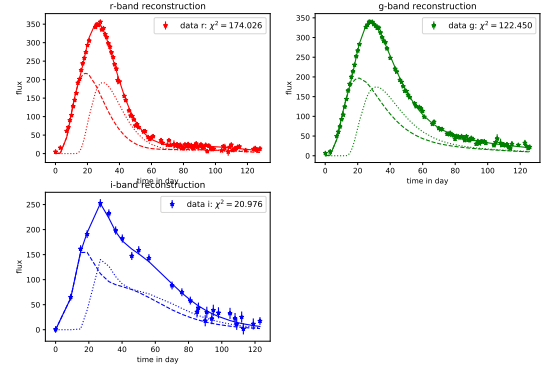 r-band reconstruction
data r: χ² = 174.026
flux
350
300
250
200
150
100
50
0
0 20 40 60 80 100 120
time in day
g-band reconstruction
data g: χ² = 122.450
flux
350
300
250
200
150
100
50
0
0 20 40 60 80 100 120
time in day
i-band reconstruction
data i: χ² = 20.976
flux
300
250
200
150
100
50
0
0 20 40 60 80 100 120
time in day